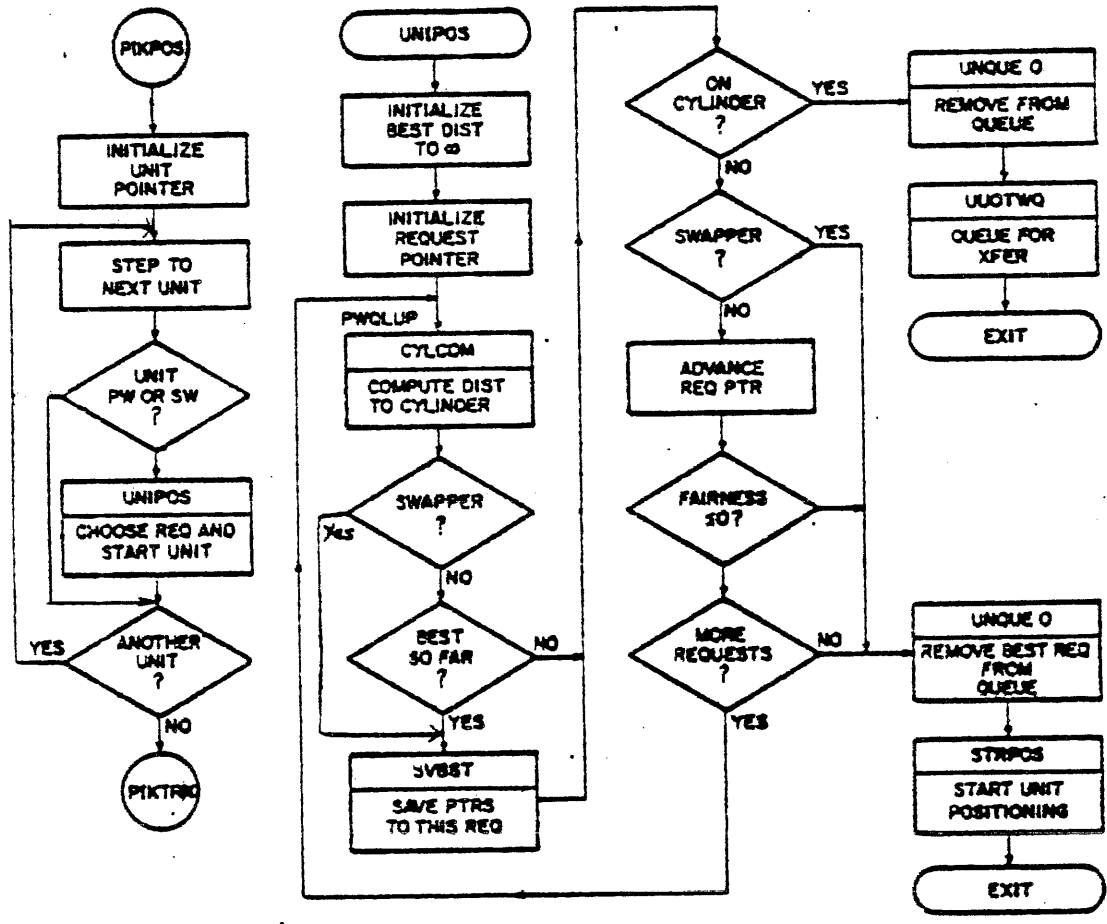 PIKPOS
INITIALIZE
UNIT
POINTER
STEP TO
NEXT UNIT
UNIT
PW OR SW
?
UNIPOS
CHOOSE REQ AND
START UNIT
YES
ANOTHER
UNIT
?
NO
UNIPOS
INITIALIZE
BEST DIST
TO ∞
INITIALIZE
REQUEST
POINTER
PWQLUP
CYLCOM
COMPUTE DIST
TO CYLINDER
SWAPPER
?
Yes
NO
BEST
SO FAR
?
NO
YES
SVBST
SAVE PTRS
TO THIS REQ
ON
CYLINDER
?
YES
NO
SWAPPER
?
YES
NO
ADVANCE
REQ PTR
FAIRNESS
≤0?
MORE
REQUESTS
?
NO
YES
UNQUE 0
REMOVE FROM
QUEUE
UUOTWQ
QUEUE FOR
XFER
EXIT
UNQUE 0
REMOVE BEST REQ
FROM
QUEUE
STRPOS
START UNIT
POSITIONING
EXIT